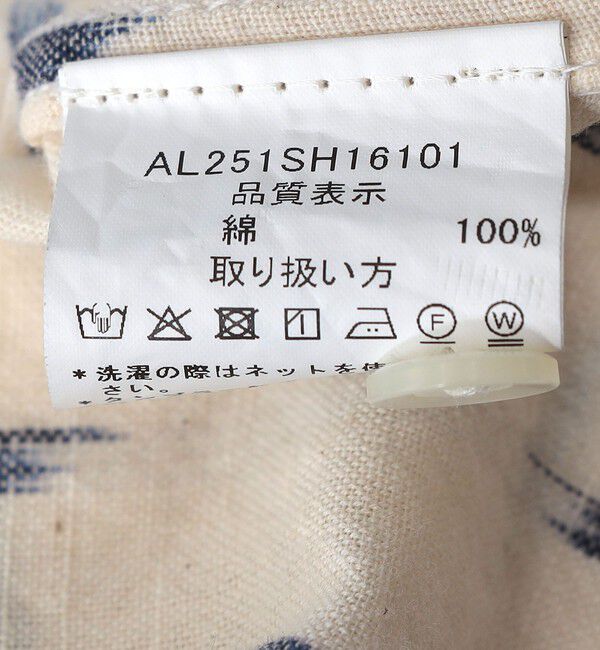 AL251SH16101
品質表示
綿 100%
取り扱い方
F W
*洗濯の際はネットを使
さい。